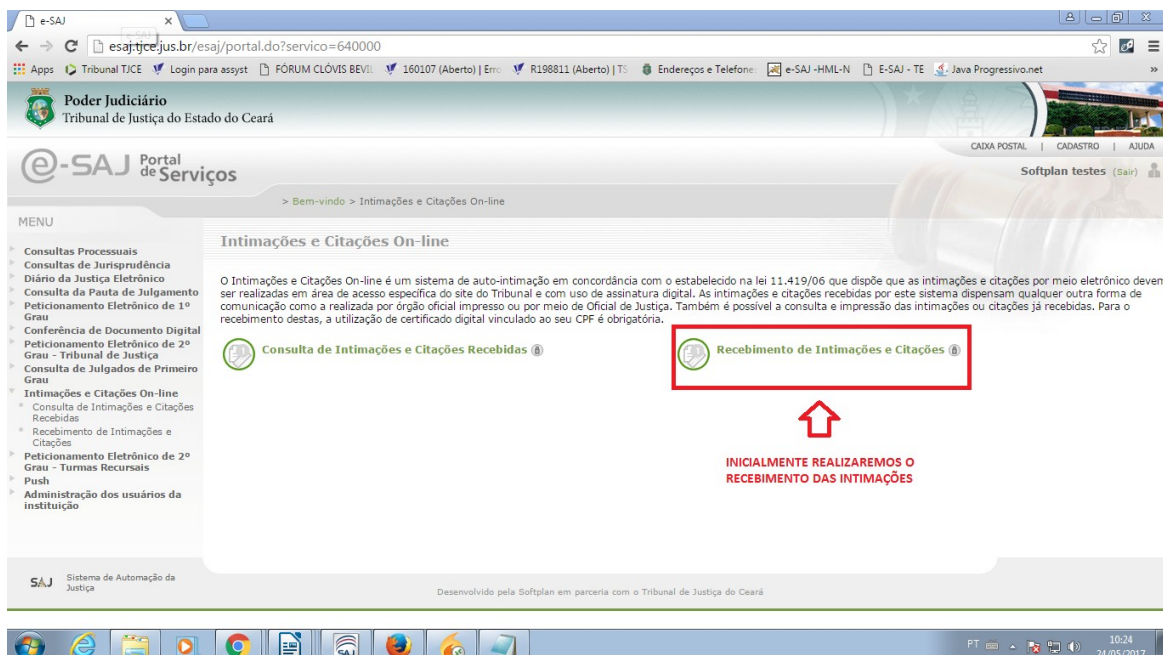 e-SAJ
esaj.tjce.jus.br/esaj/portal.do?servico=640000
Apps Tribunal TJCE Login para assyst FÓRUM CLÓVIS BEVIL 160107 (Aberto) | Erro R198811 (Aberto) | TS Endereços e Telefones e-SAJ -HML-N E-SAJ - TE Java Progressivo.net »
Poder Judiciário
Tribunal de Justiça do Estado do Ceará
CAIXA POSTAL | CADASTRO | AJUDA
e-SAJ Portal de Serviços
Softplan testes (Sair)
> Bem-vindo > Intimações e Citações On-line
MENU
Consultas Processuais
Consultas de Jurisprudência
Diário da Justiça Eletrônico
Consulta da Pauta de Julgamento
Peticionamento Eletrônico de 1º
Grau
Conferência de Documento Digital
Peticionamento Eletrônico de 2º
Grau - Tribunal de Justiça
Consulta de Julgados de Primeiro
Grau
Intimações e Citações On-line
Consulta de Intimações e Citações
Recebidas
Recebimento de Intimações e
Citações
Peticionamento Eletrônico de 2º
Grau - Turmas Recursais
Push
Administração dos usuários da
instituição
Intimações e Citações On-line
O Intimações e Citações On-line é um sistema de auto-intimação em concordância com o estabelecido na lei 11.419/06 que dispõe que as intimações e citações por meio eletrônico devem
ser realizadas em área de acesso específica do site do Tribunal e com uso de assinatura digital. As intimações e citações recebidas por este sistema dispensam qualquer outra forma de
comunicação como a realizada por órgão oficial impresso ou por meio de Oficial de Justiça. Também é possível a consulta e impressão das intimações ou citações já recebidas. Para o
recebimento destas, a utilização de certificado digital vinculado ao seu CPF é obrigatória.
Consulta de Intimações e Citações Recebidas
Recebimento de Intimações e Citações
INICIALMENTE REALIZAREMOS O
RECEBIMENTO DAS INTIMAÇÕES
SAJ Sistema de Automação da
Justiça
Desenvolvido pela Softplan em parceria com o Tribunal de Justiça do Ceará
SAJ
PT
10:24
24/05/2017